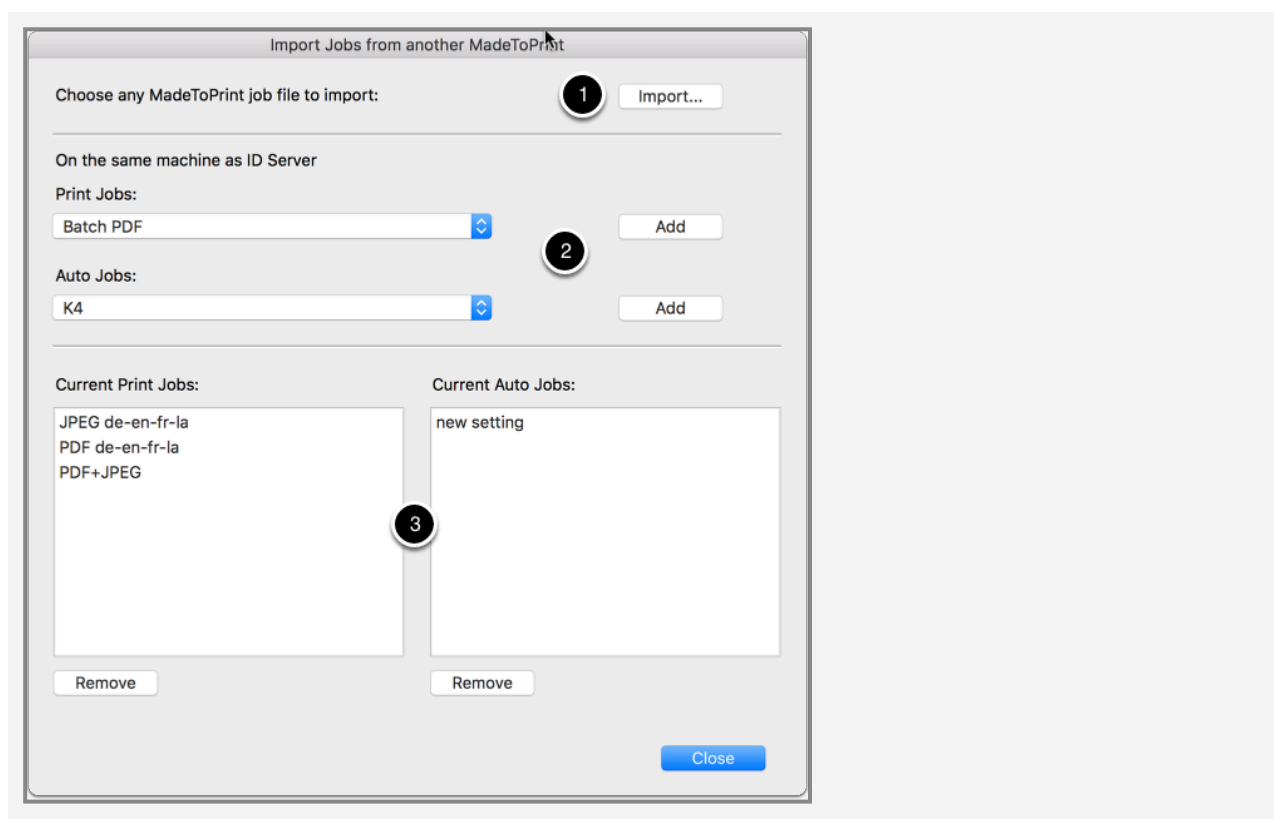 Import Jobs from another MadeToPrint
Choose any MadeToPrint job file to import:
1
Import...
On the same machine as ID Server
Print Jobs:
Batch PDF
Add
2
Auto Jobs:
K4
Add
Current Print Jobs:
Current Auto Jobs:
JPEG de-en-fr-la
PDF de-en-fr-la
PDF+JPEG
new setting
3
Remove
Remove
Close